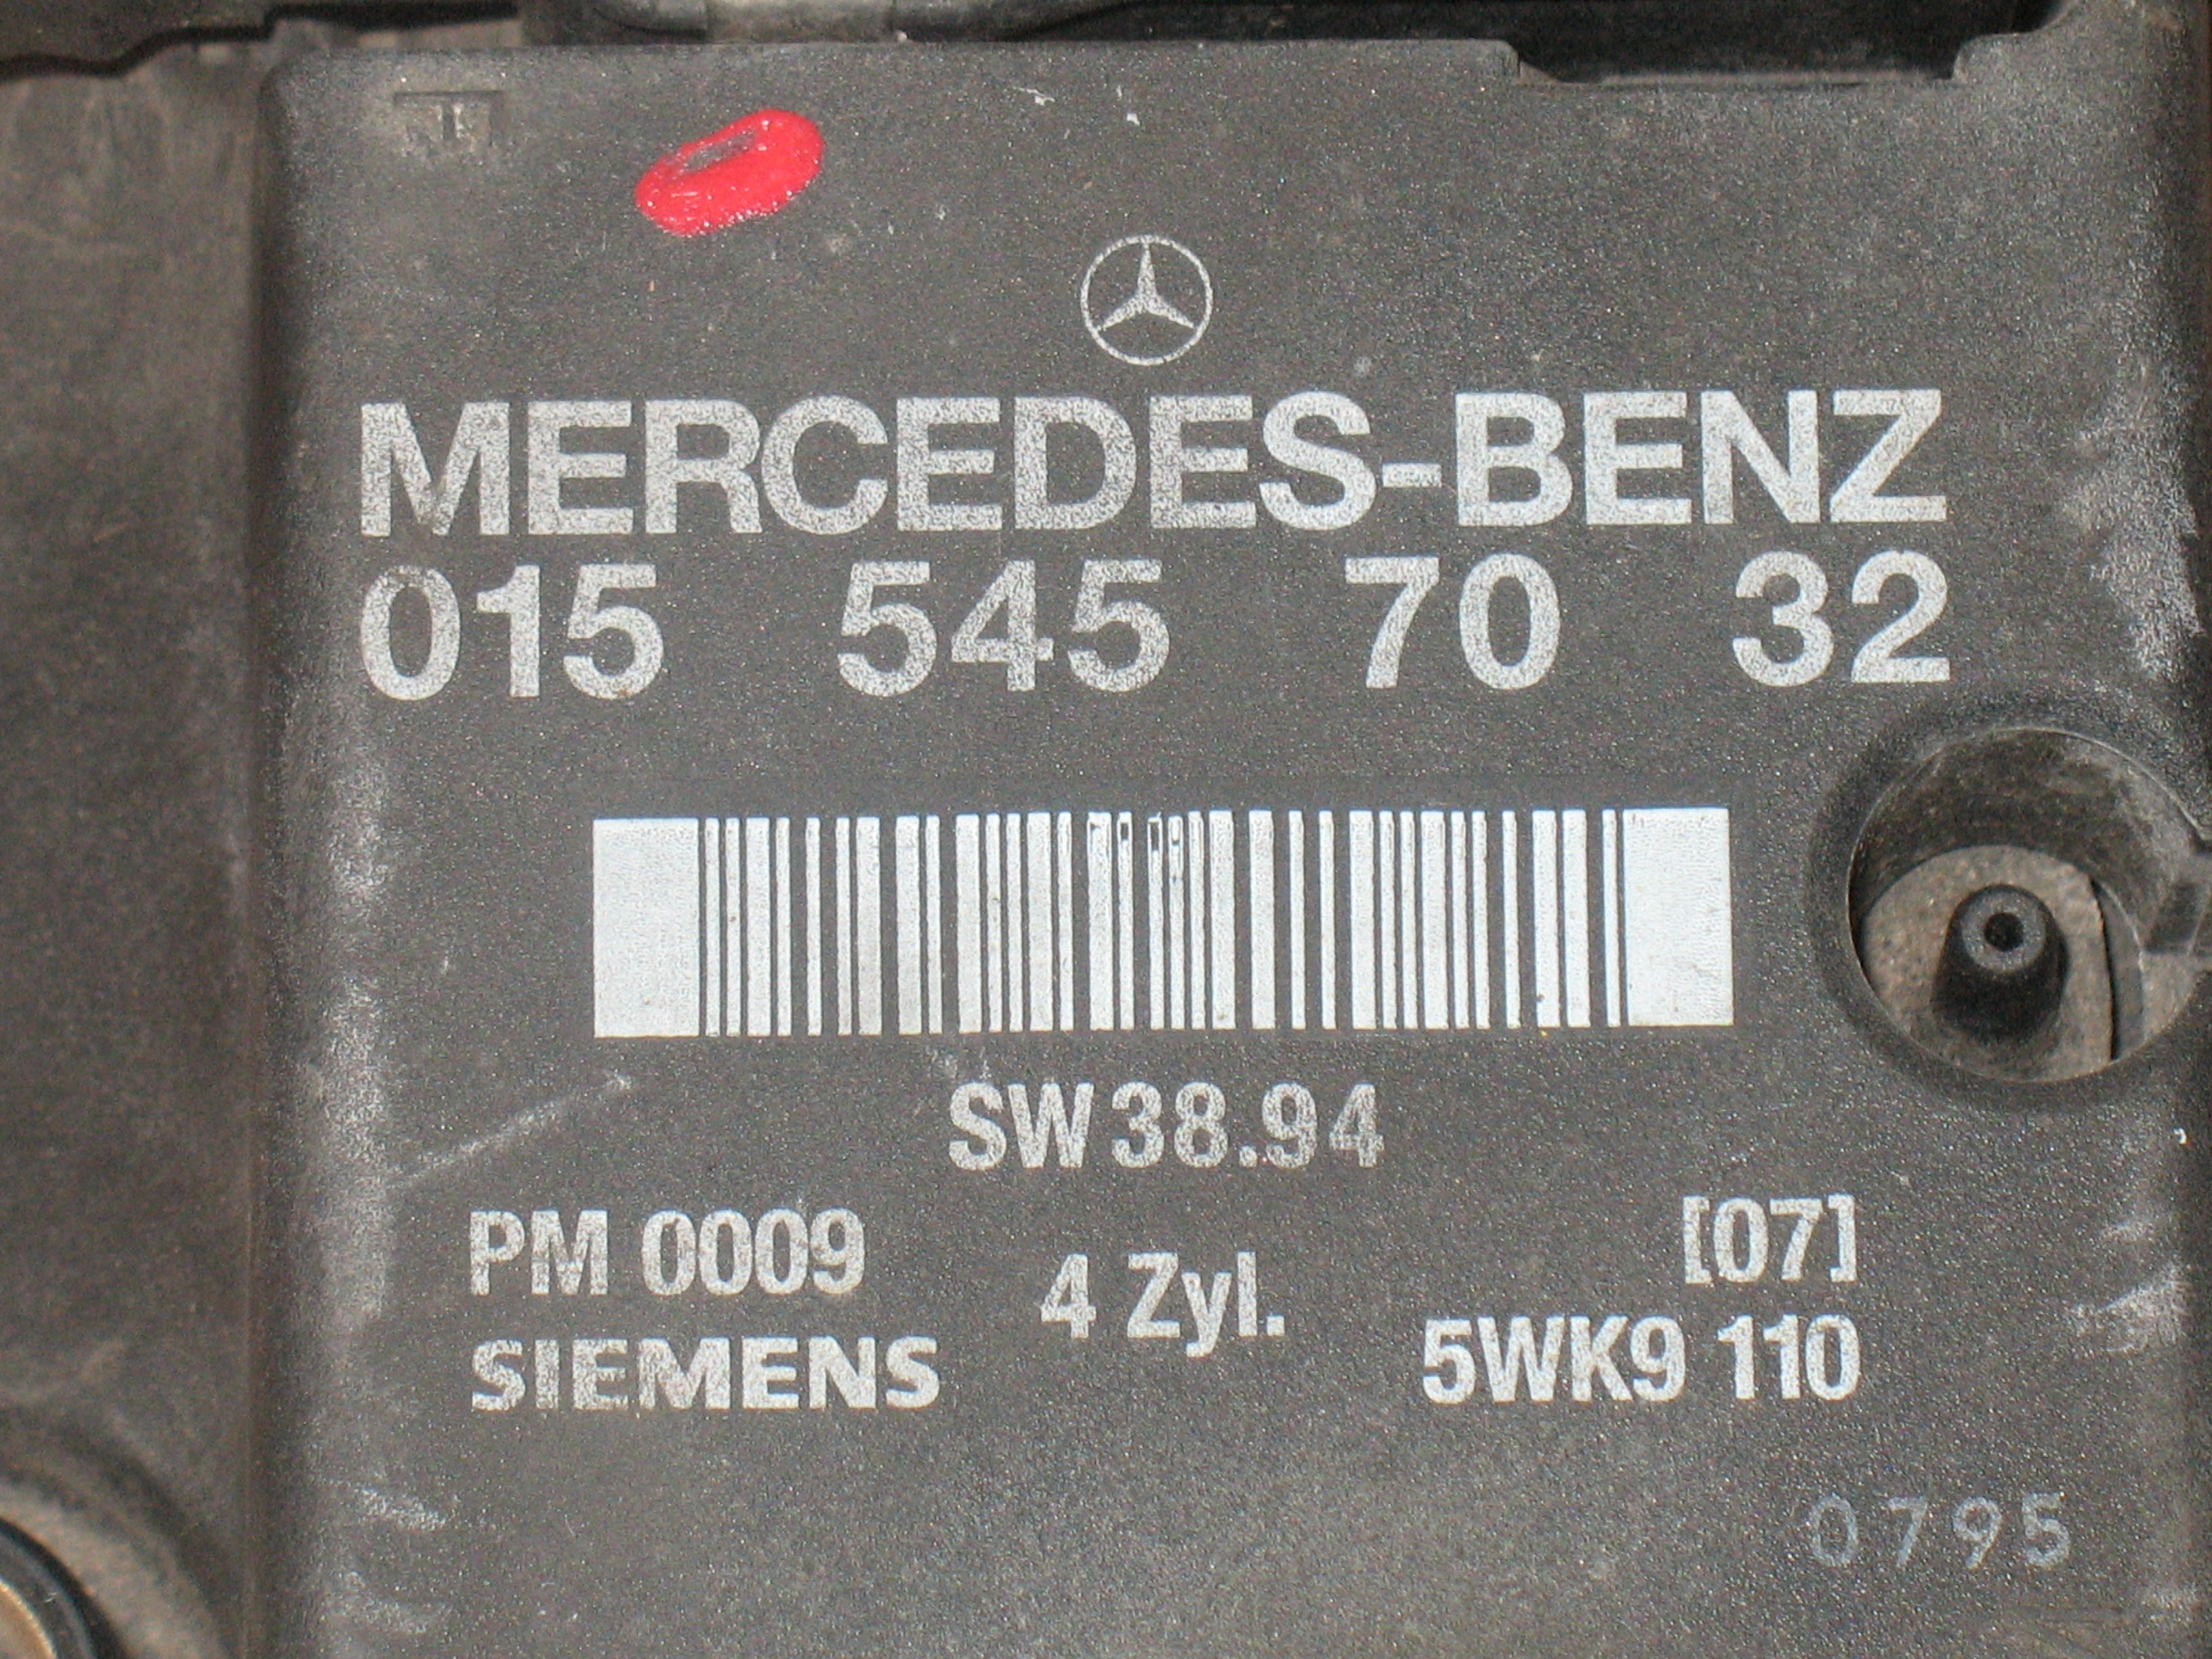 MERCEDES-BENZ
015 545 70 32
SW38.94
PM 0009
[07]
4 Zyl.
SIEMENS
5WK9 110
0795